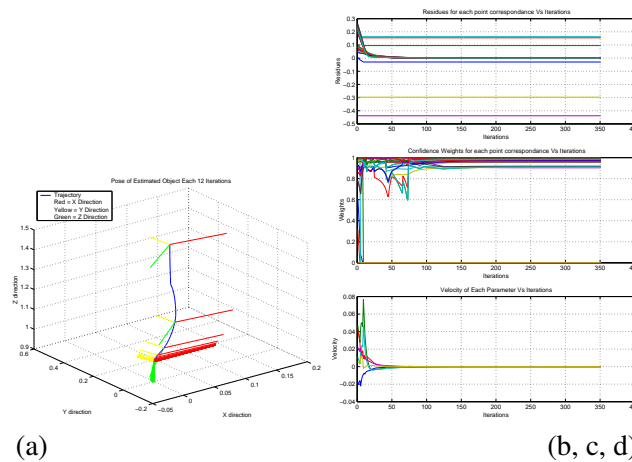 Pose of Estimated Object Each 12 Iterations
Trajectory
Red = X Direction
Yellow = Y Direction
Green = Z Direction
Z direction
1.5
1.4
1.3
1.2
1.1
1
0.9
0.6
0.4
0.2
0
−0.2
Y direction
−0.05
0
0.05
0.1
0.15
0.2
X direction
(a)
Residues for each point correspondance Vs Iterations
Residues
0.3
0.2
0.1
0
−0.1
−0.2
−0.3
−0.4
−0.5
0 50 100 150 200 250 300 350
Iterations
Confidence Weights for each point correspondance Vs Iterations
Weights
1
0.8
0.6
0.4
0.2
0
0 50 100 150 200 250 300 350
Iterations
Velocity of Each Parameter Vs Iterations
Velocity
0.08
0.06
0.04
0.02
0
−0.02
−0.04
0 50 100 150 200 250 300 350
Iterations
(b, c, d)